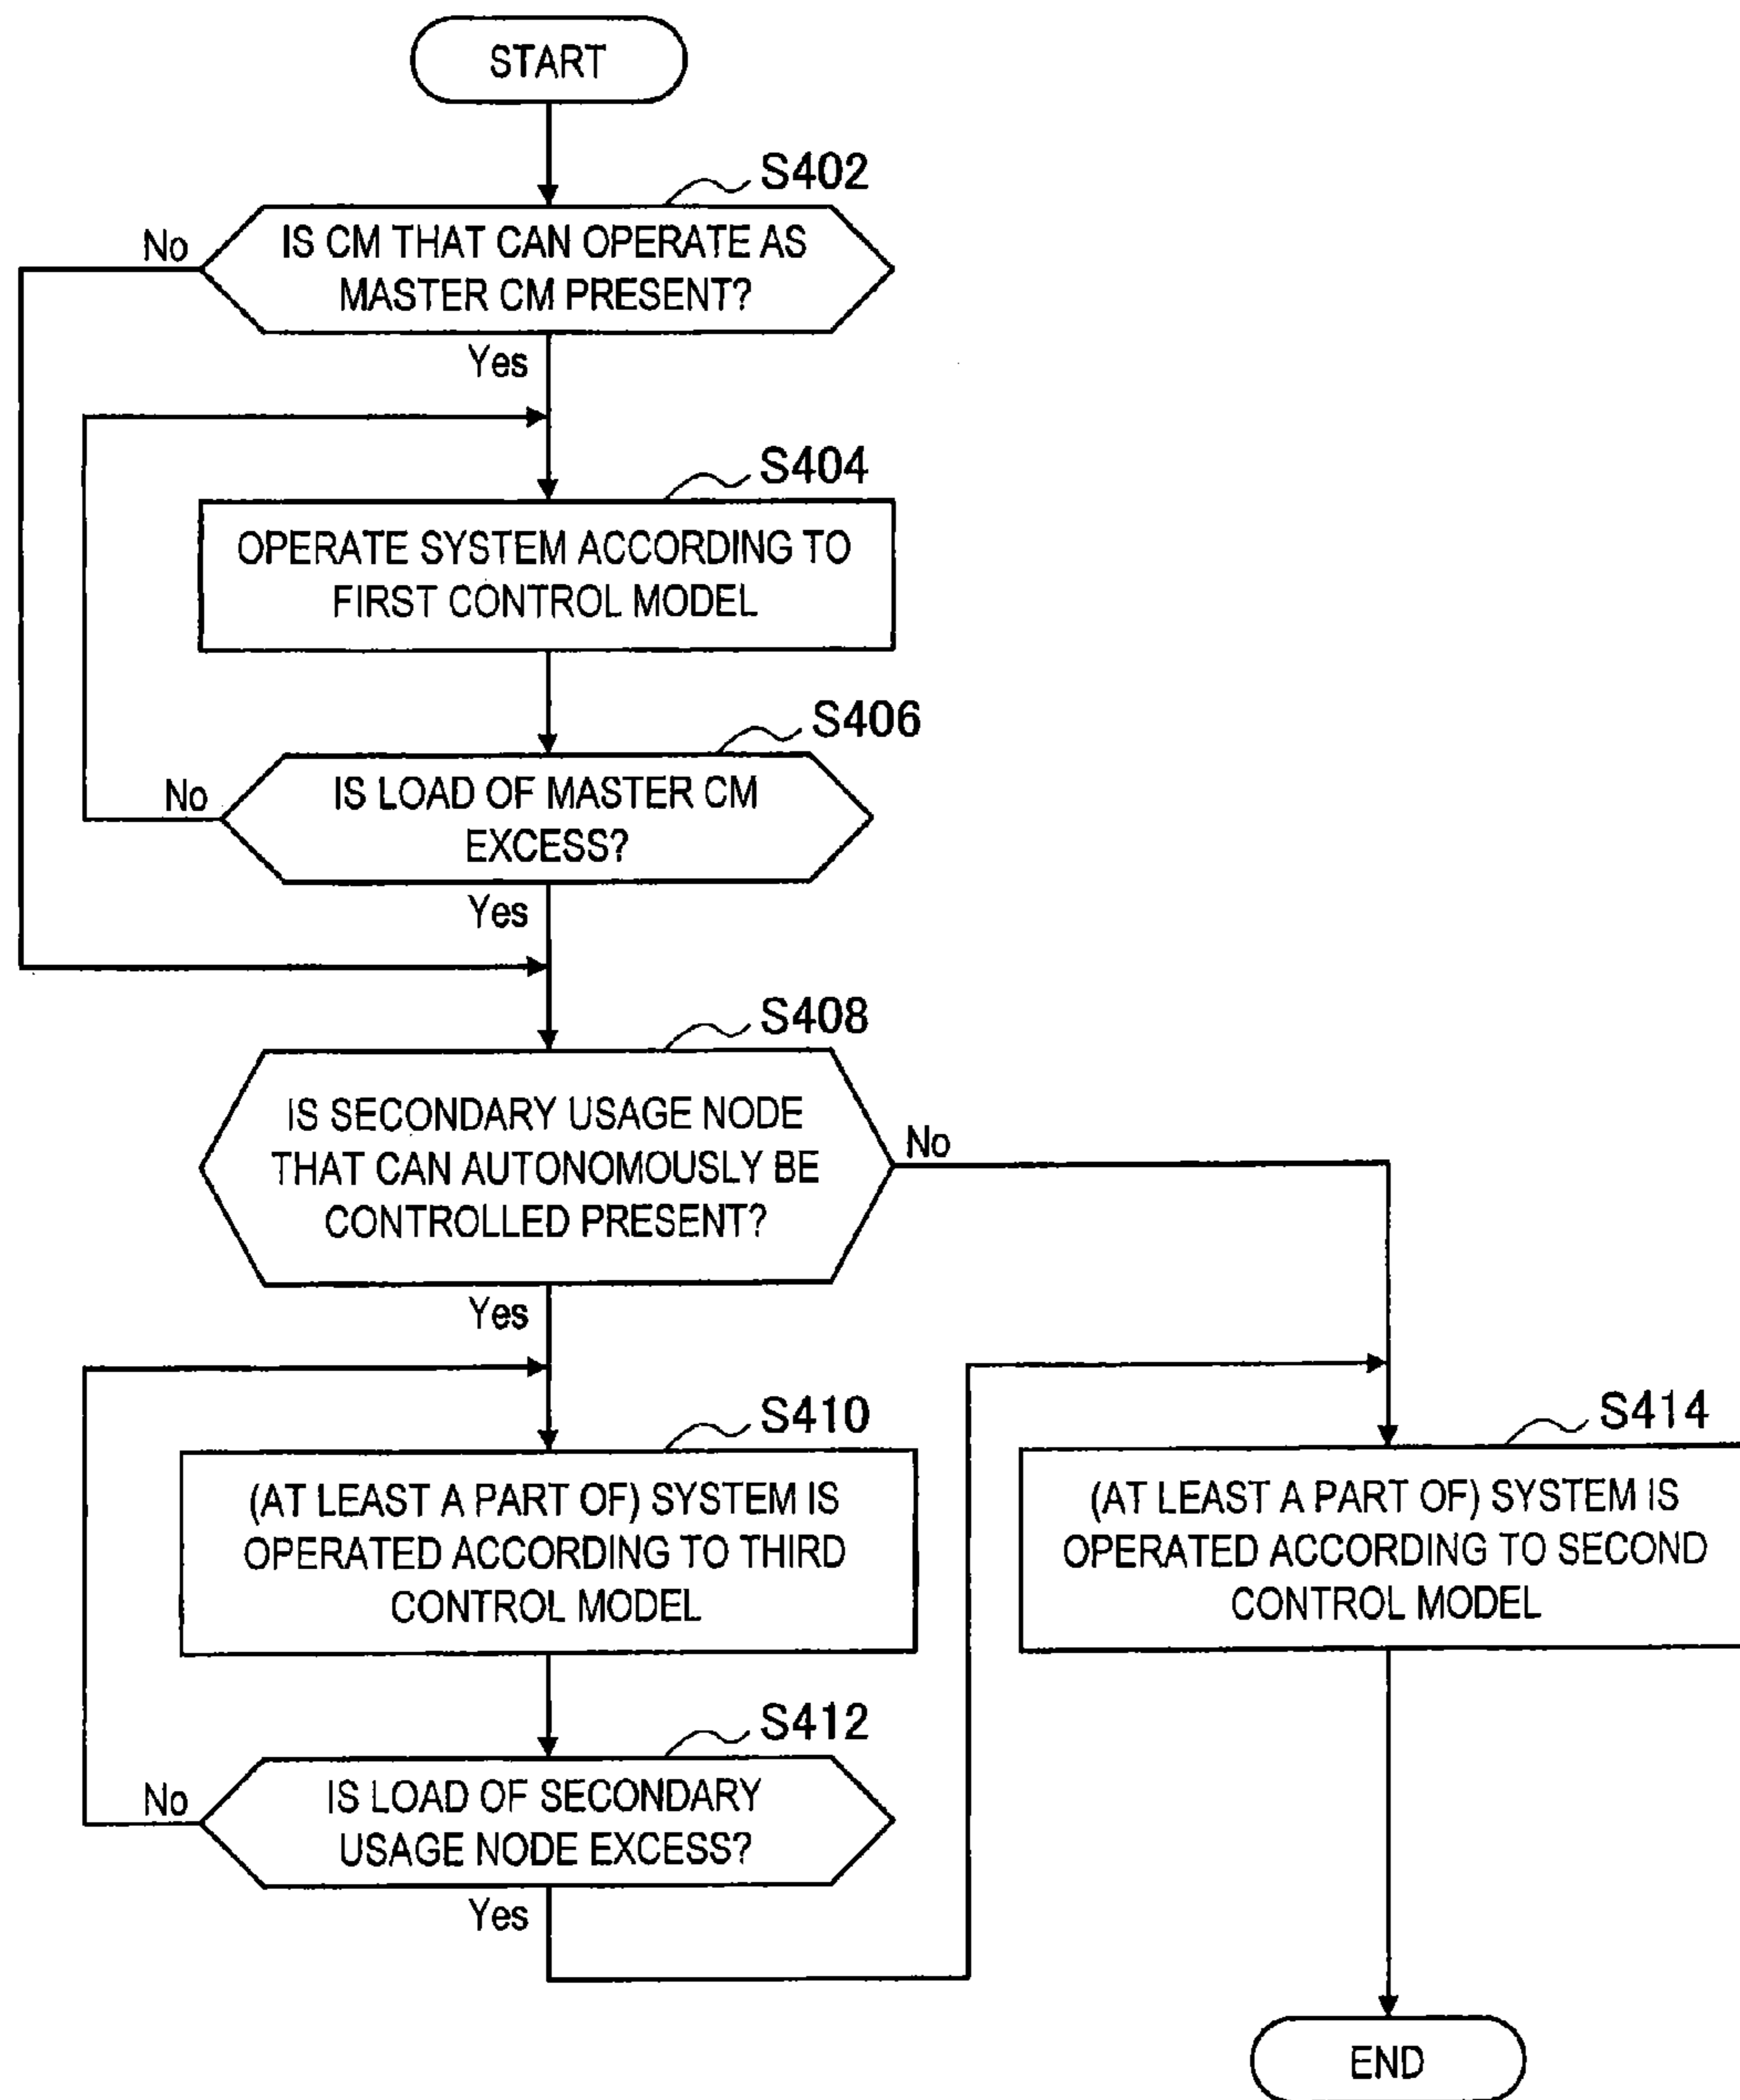 START
S402
IS CM THAT CAN OPERATE AS
MASTER CM PRESENT?
No
Yes
S404
OPERATE SYSTEM ACCORDING TO
FIRST CONTROL MODEL
S406
IS LOAD OF MASTER CM
EXCESS?
No
Yes
S408
IS SECONDARY USAGE NODE
THAT CAN AUTONOMOUSLY BE
CONTROLLED PRESENT?
No
Yes
S410
(AT LEAST A PART OF) SYSTEM IS
OPERATED ACCORDING TO THIRD
CONTROL MODEL
S414
(AT LEAST A PART OF) SYSTEM IS
OPERATED ACCORDING TO SECOND
CONTROL MODEL
S412
IS LOAD OF SECONDARY
USAGE NODE EXCESS?
No
Yes
END